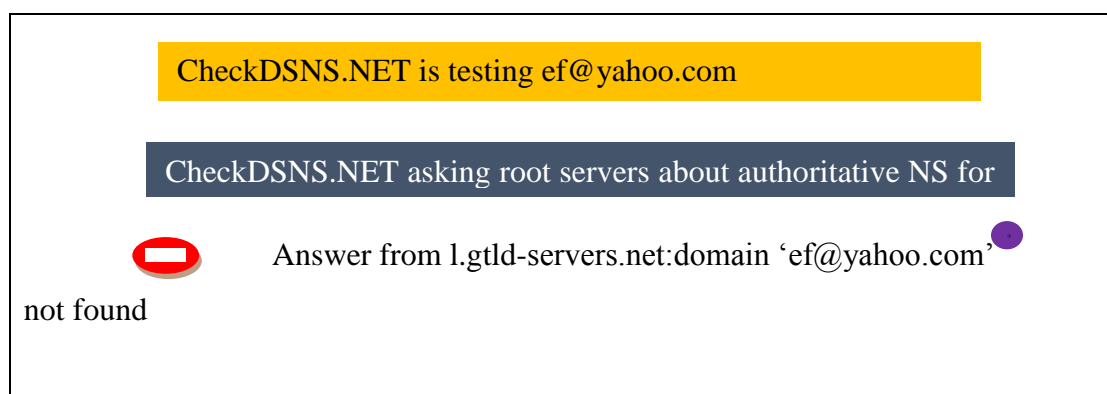 CheckDSNS.NET is testing ef@yahoo.com
CheckDSNS.NET asking root servers about authoritative NS for
Answer from l.gtld-servers.net:domain ‘ef@yahoo.com’
not found